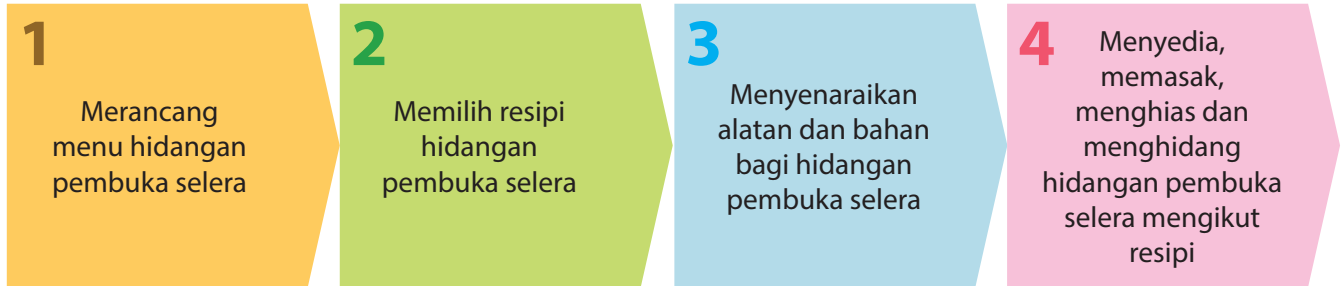 1
Merancang
menu hidangan
pembuka selera
2
Memilih resipi
hidangan
pembuka selera
3
Menyenaraikan
alatan dan bahan
bagi hidangan
pembuka selera
4
Menyedia,
memasak,
menghias dan
menghidang
hidangan pembuka
selera mengikut
resipi